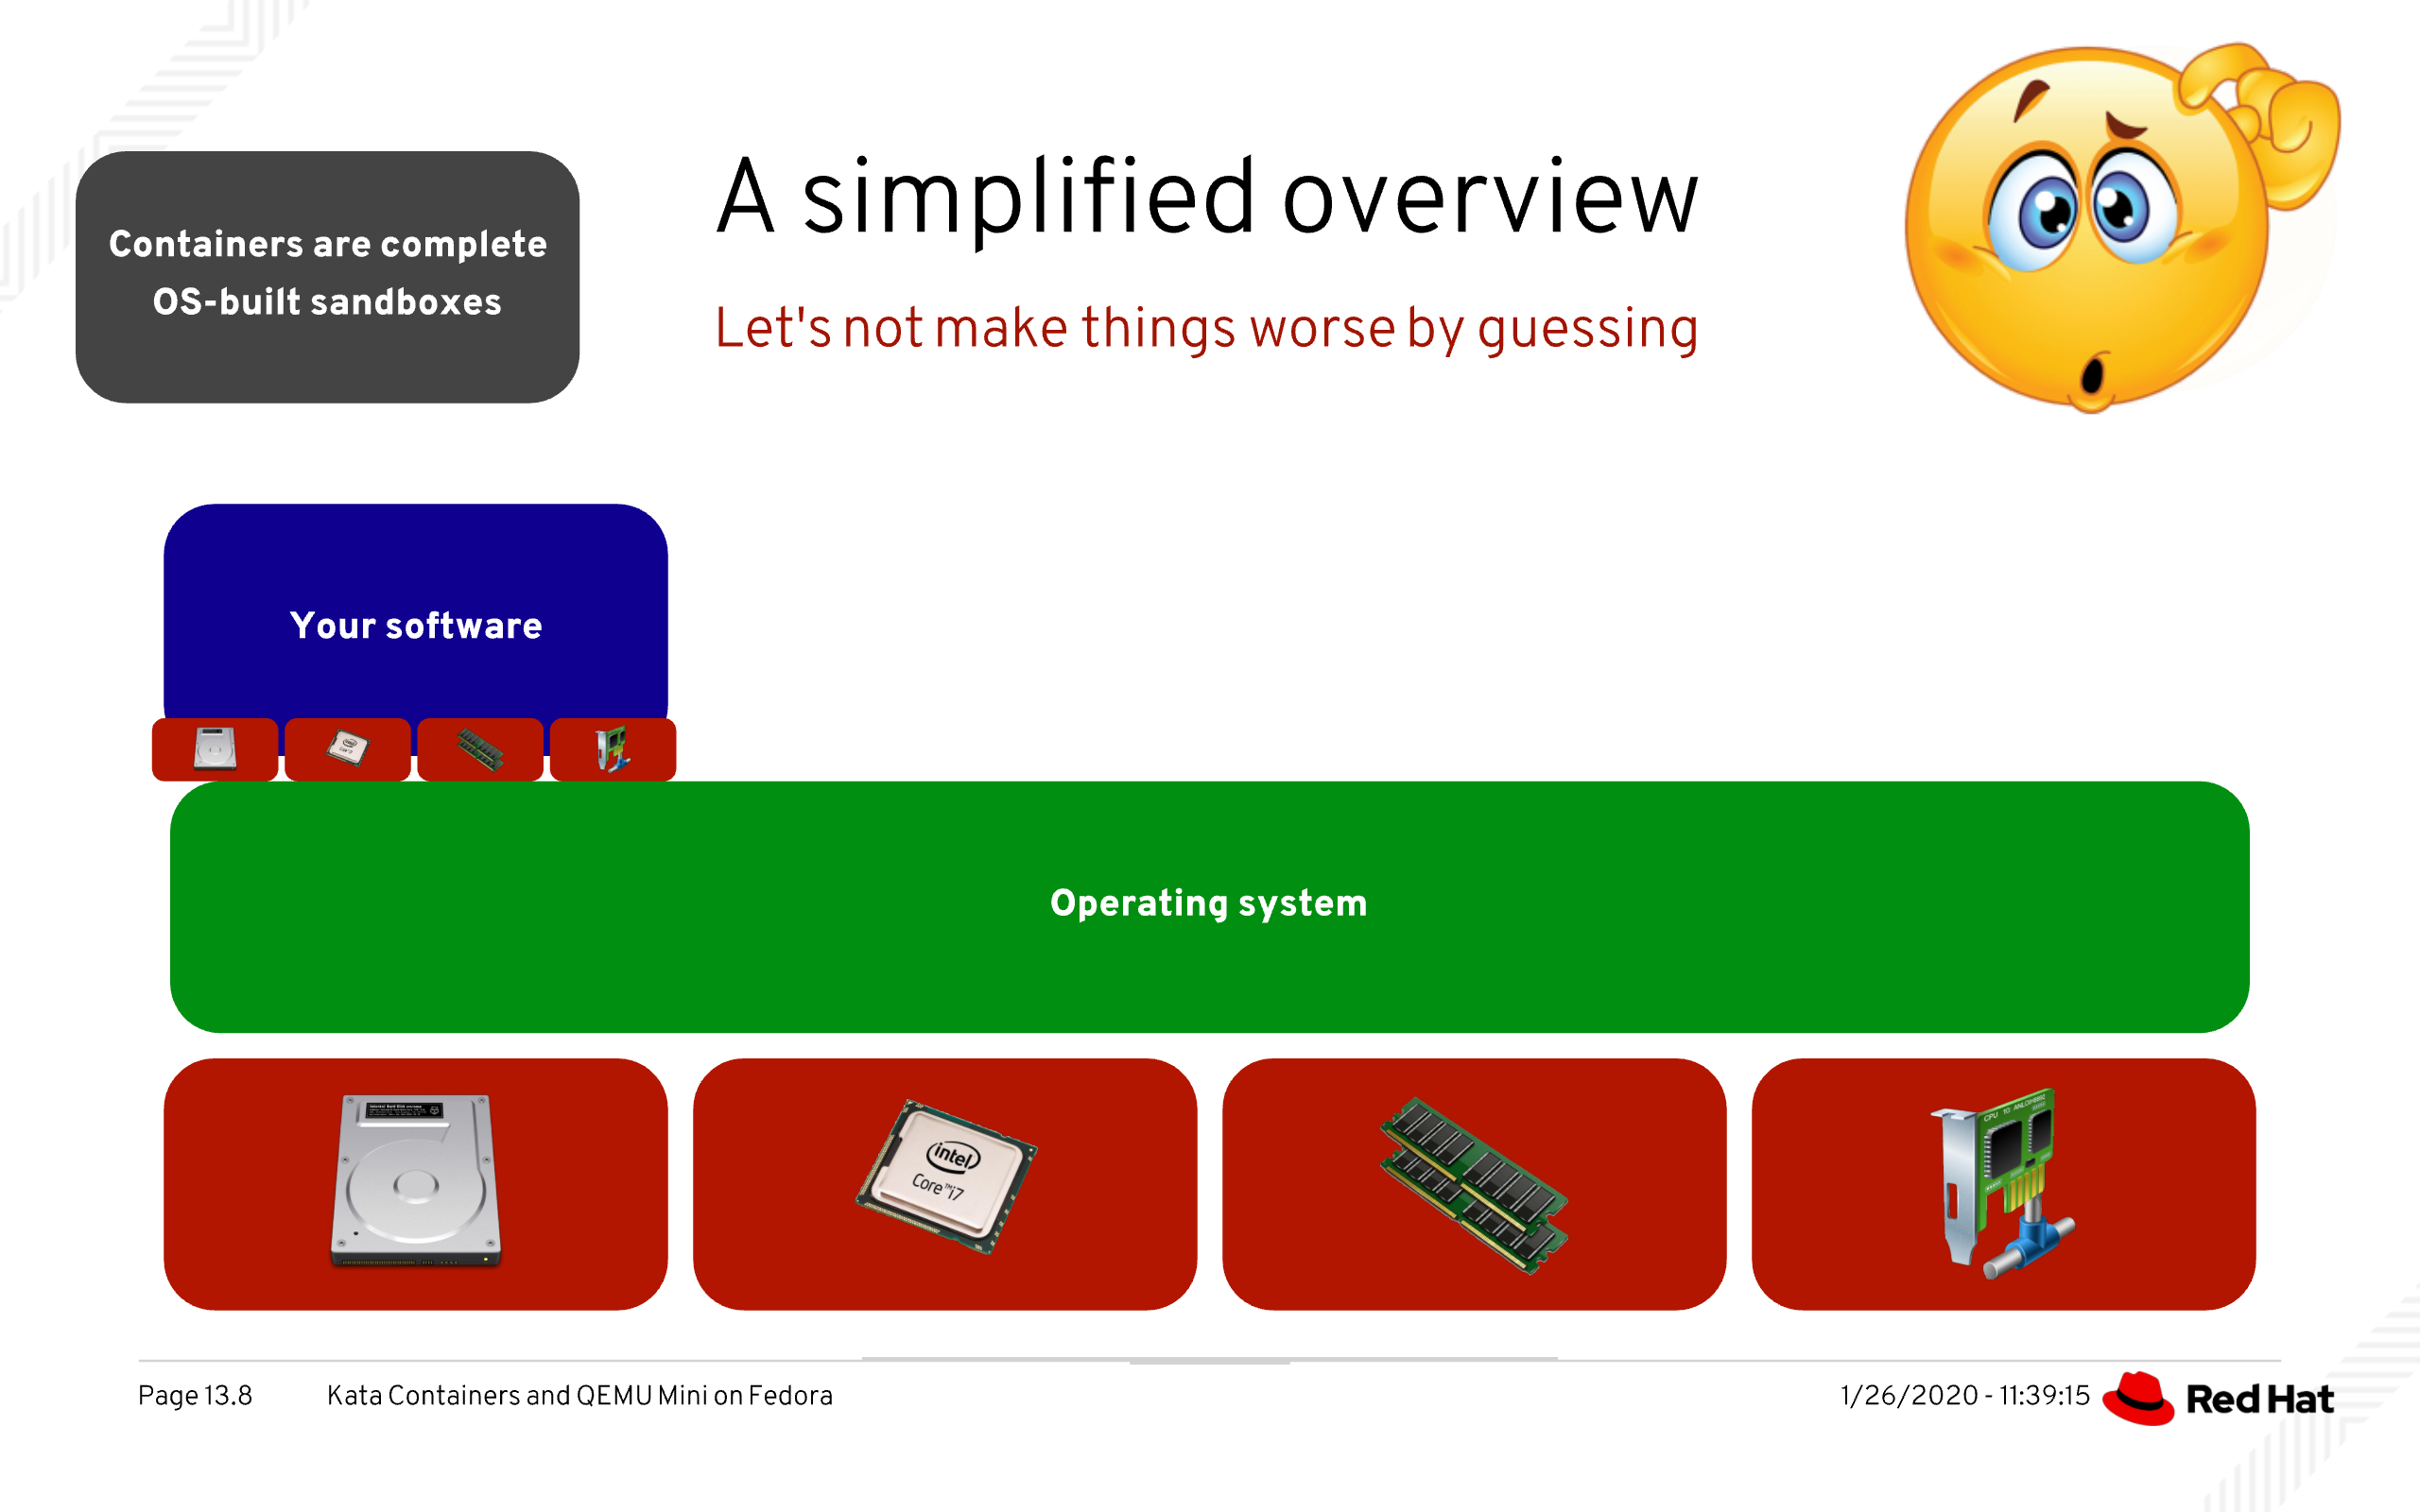 Containers are complete
OS-built sandboxes
A simplified overview
Let's not make things worse by guessing
Your software
Operating system
intel
Core™i7
Page 13.8
Kata Containers and QEMU Mini on Fedora
1/26/2020 - 11:39:15
Red Hat